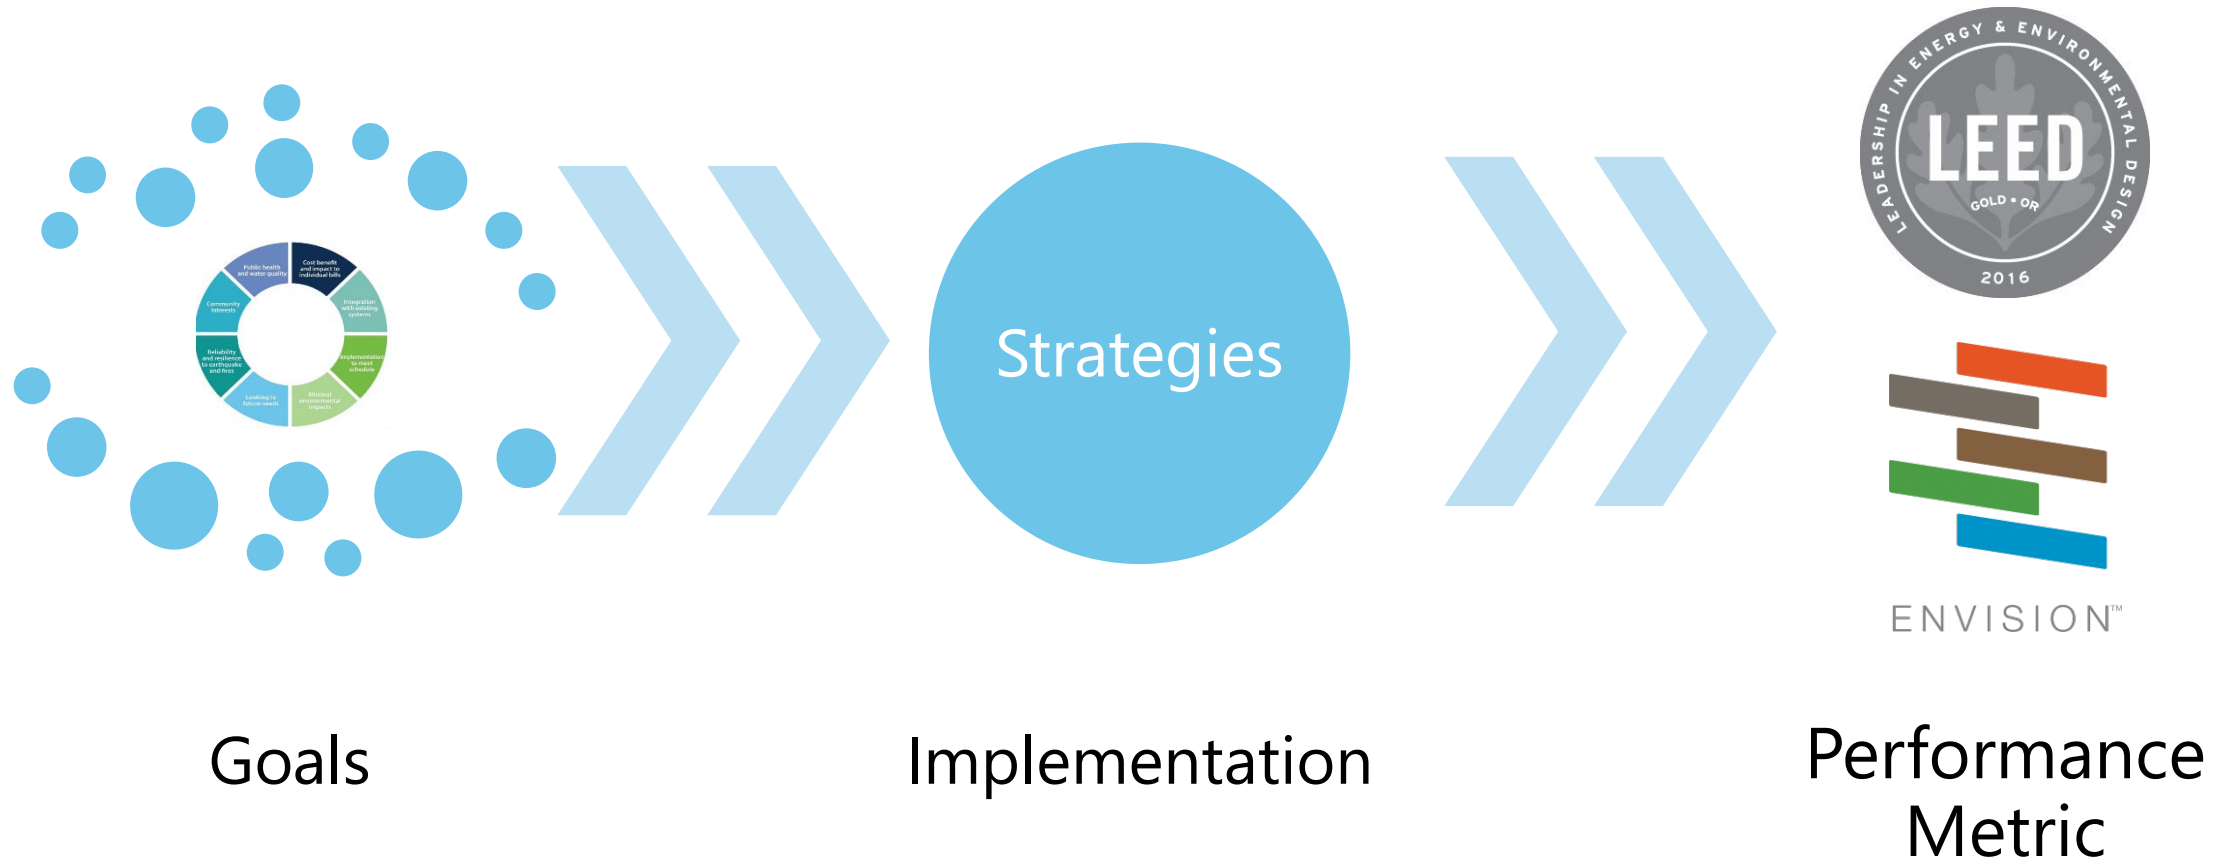 Public health
and water quality
Cost benefit
and impact to
individual bills
Integration
with existing
systems
Implementation
to meet
schedule
Minimal
environmental
impacts
Looking to
future needs
Reliability
and resilience
to earthquake
and fires
Community
interests
Strategies
LEADERSHIP IN ENERGY & ENVIRONMENTAL DESIGN
LEED
GOLD • OR
2016
ENVISION™
Goals
Implementation
Performance
Metric